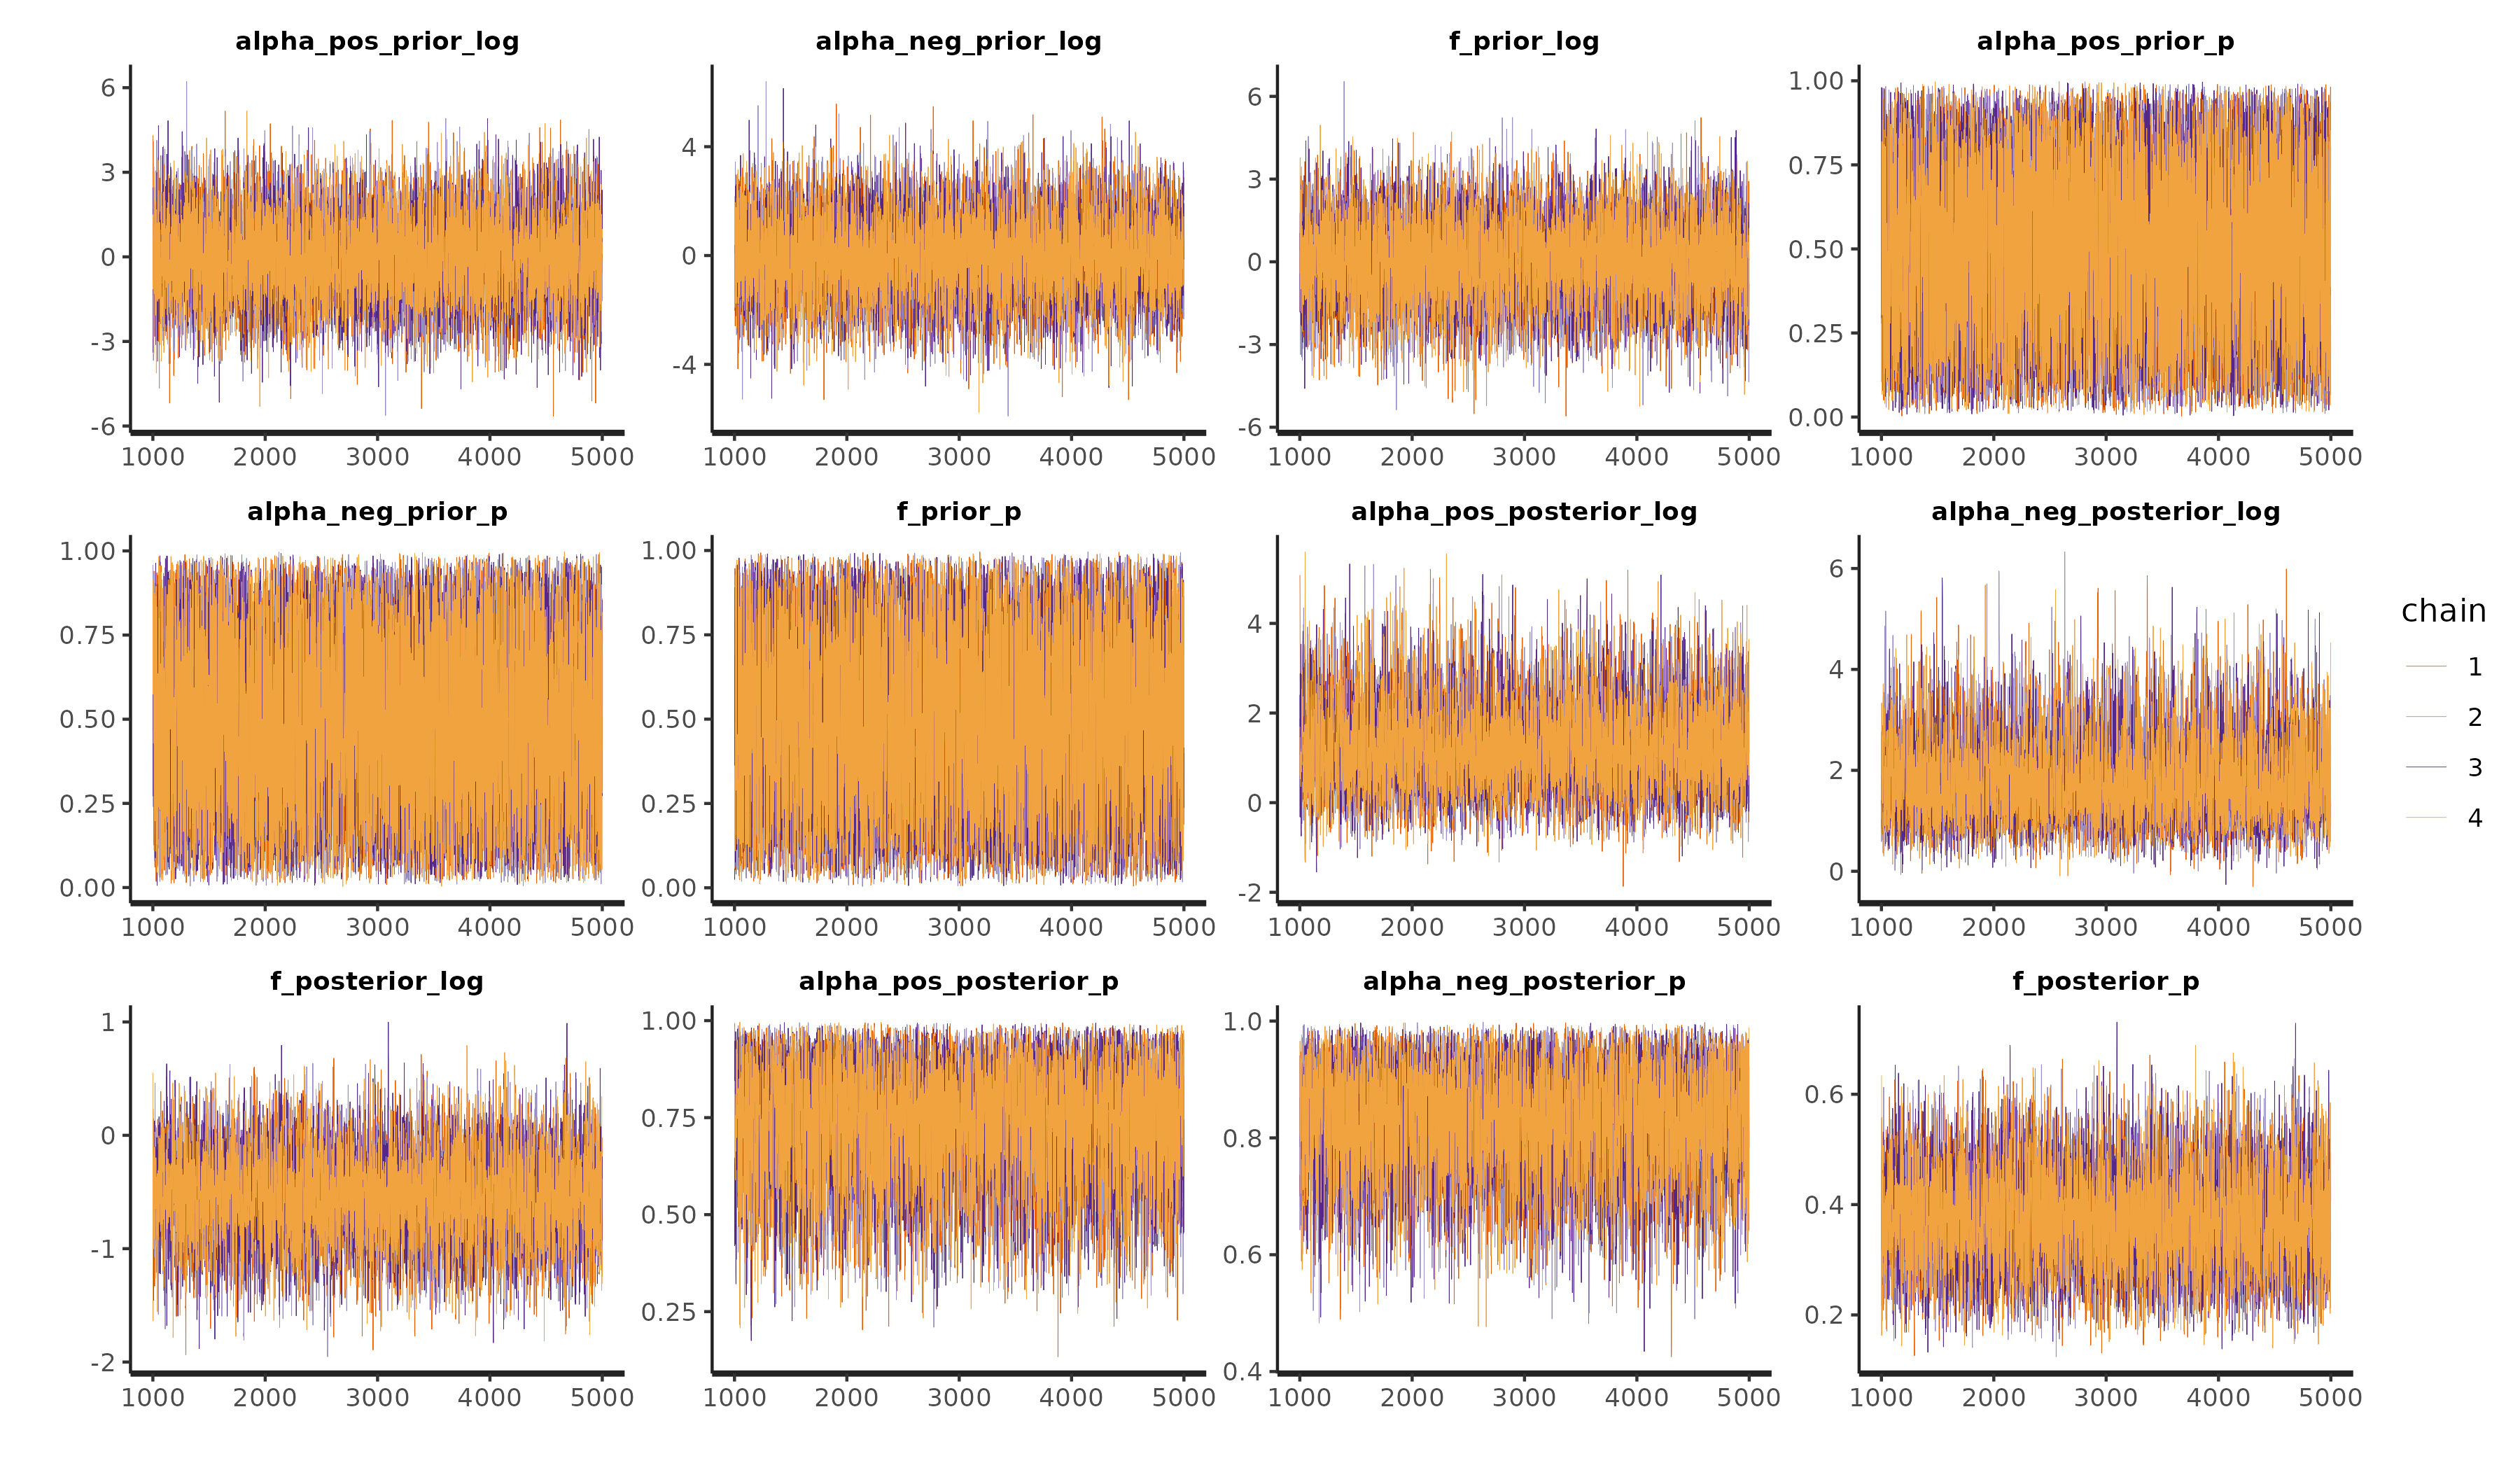 alpha_pos_prior_log
alpha_neg_prior_log
f_prior_log
alpha_pos_prior_p
6
3
0
-3
-6
1000 2000 3000 4000 5000
4
0
-4
1000 2000 3000 4000 5000
6
3
0
-3
-6
1000 2000 3000 4000 5000
1.00
0.75
0.50
0.25
0.00
1000 2000 3000 4000 5000
alpha_neg_prior_p
f_prior_p
alpha_pos_posterior_log
alpha_neg_posterior_log
1.00
0.75
0.50
0.25
0.00
1000 2000 3000 4000 5000
1.00
0.75
0.50
0.25
0.00
1000 2000 3000 4000 5000
4
2
0
-2
1000 2000 3000 4000 5000
6
4
2
0
1000 2000 3000 4000 5000
chain
1
2
3
4
f_posterior_log
alpha_pos_posterior_p
alpha_neg_posterior_p
f_posterior_p
1
0
-1
-2
1000 2000 3000 4000 5000
1.00
0.75
0.50
0.25
1000 2000 3000 4000 5000
1.0
0.8
0.6
0.4
1000 2000 3000 4000 5000
0.6
0.4
0.2
1000 2000 3000 4000 5000